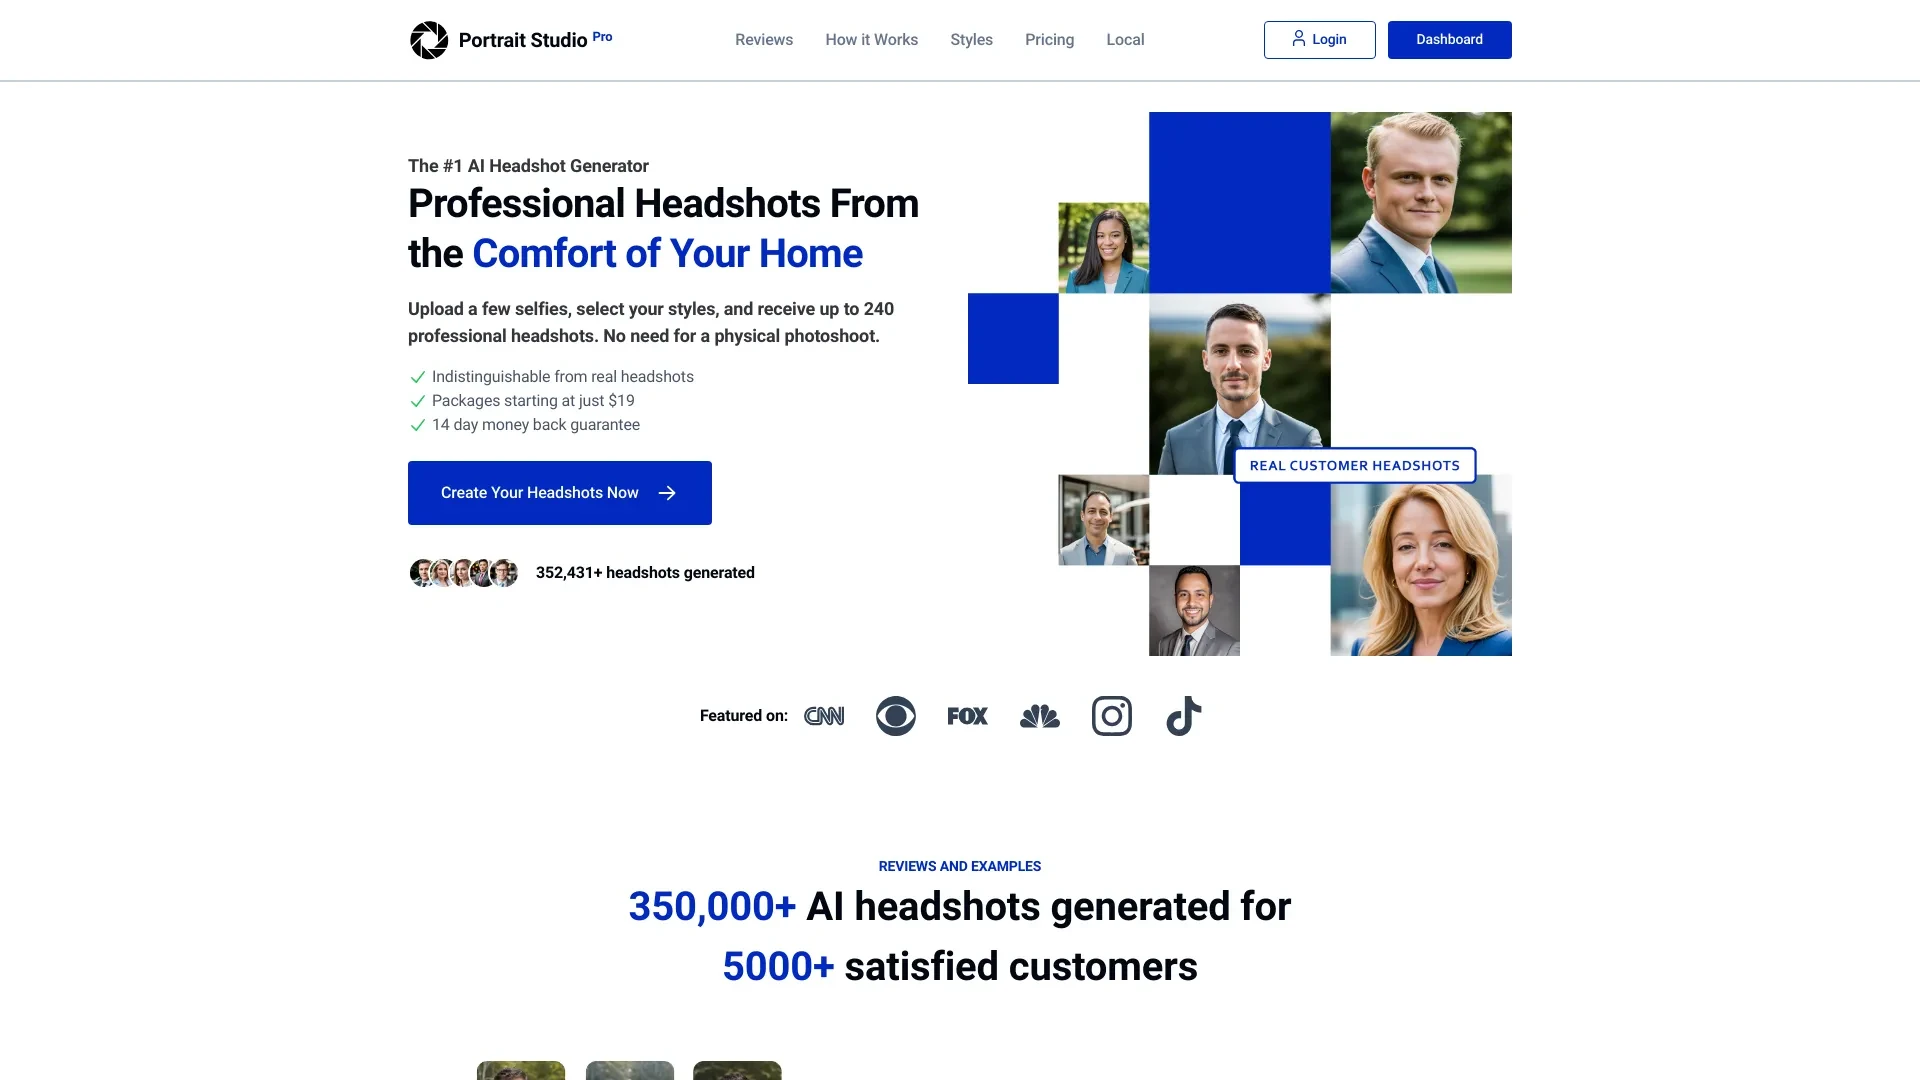 Portrait Studio Pro
Reviews
How it Works
Styles
Pricing
Local
Login
Dashboard
The #1 AI Headshot Generator
Professional Headshots From
the Comfort of Your Home
Upload a few selfies, select your styles, and receive up to 240
professional headshots. No need for a physical photoshoot.
Indistinguishable from real headshots
Packages starting at just $19
14 day money back guarantee
Create Your Headshots Now
352,431+ headshots generated
REAL CUSTOMER HEADSHOTS
Featured on:
CNN
FOX
REVIEWS AND EXAMPLES
350,000+ AI headshots generated for
5000+ satisfied customers